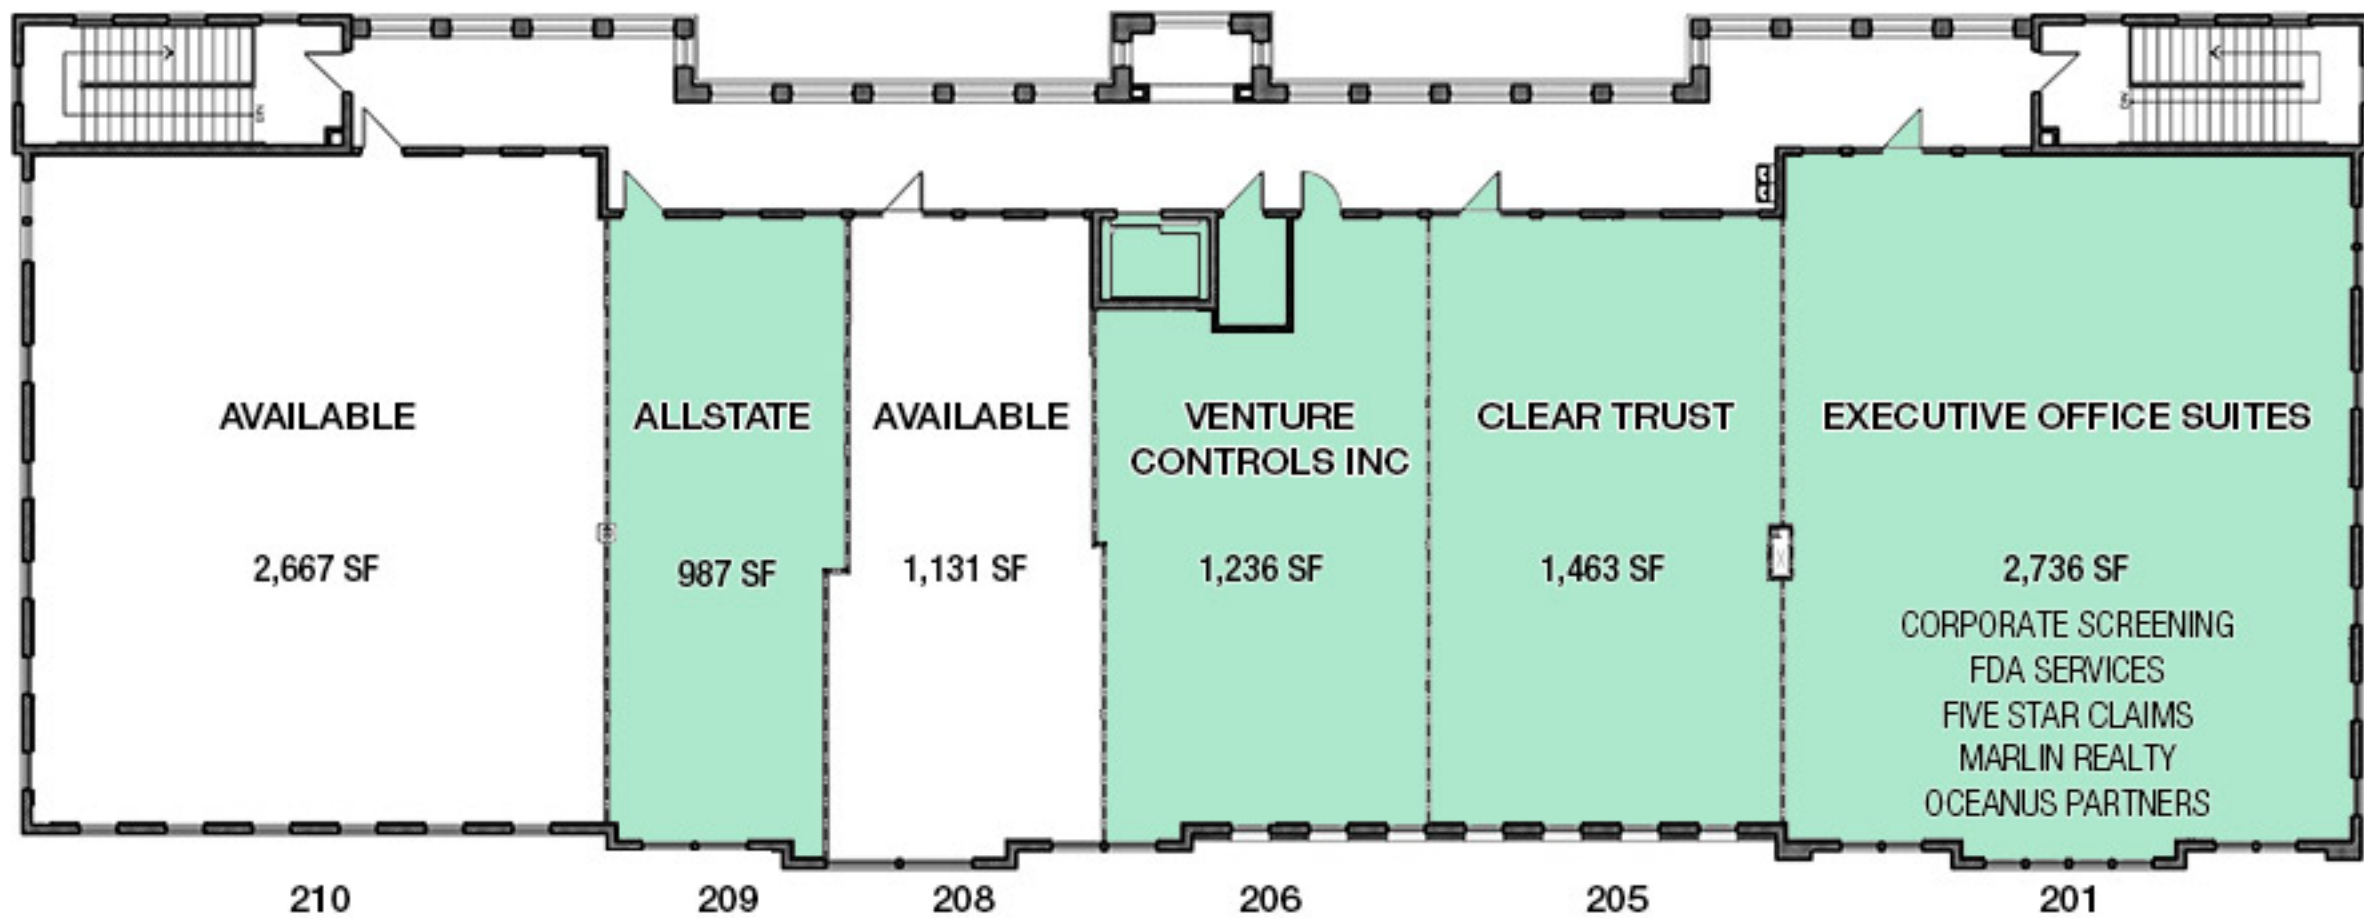 AVAILABLE
2,667 SF
210
ALLSTATE
987 SF
209
AVAILABLE
1,131 SF
208
VENTURE
CONTROLS INC
1,236 SF
206
CLEAR TRUST
1,463 SF
205
EXECUTIVE OFFICE SUITES
2,736 SF
CORPORATE SCREENING
FDA SERVICES
FIVE STAR CLAIMS
MARLIN REALTY
OCEANUS PARTNERS
201